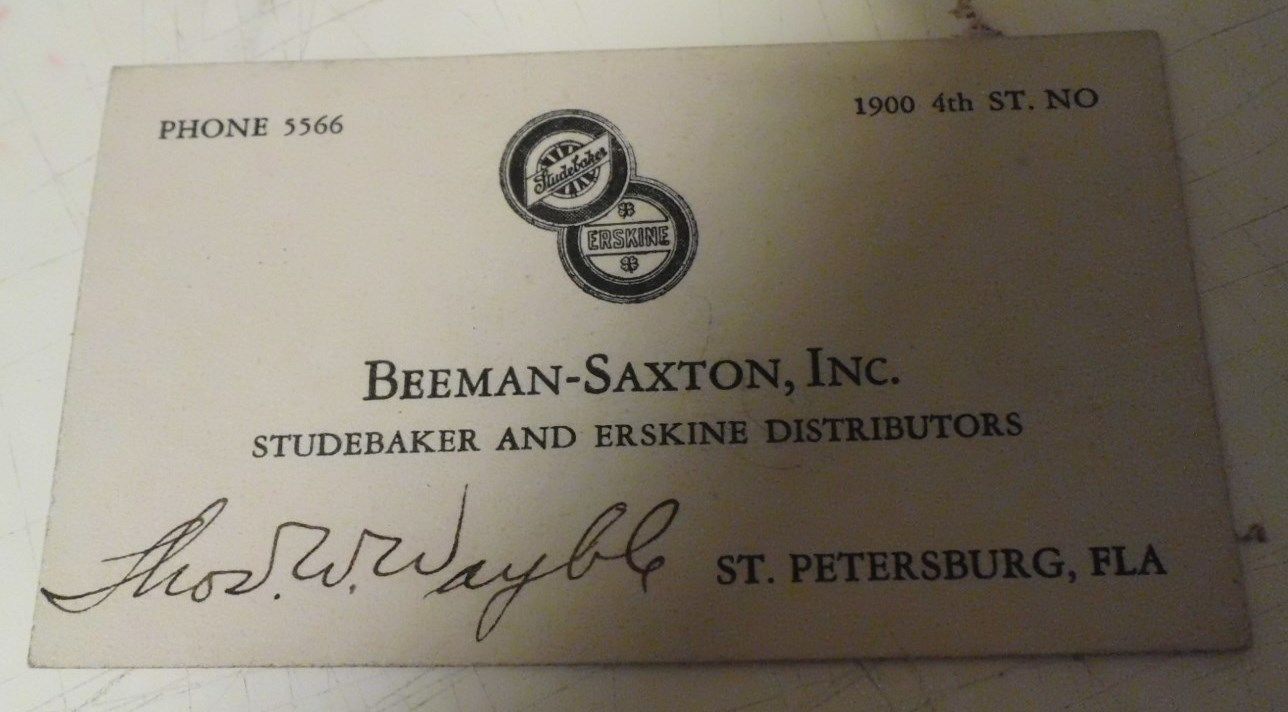 PHONE 5566
1900 4th ST. NO
Studebaker
ERSKINE
BEEMAN-SAXTON, INC.
STUDEBAKER AND ERSKINE DISTRIBUTORS
Thos. W. Wayble
ST. PETERSBURG, FLA